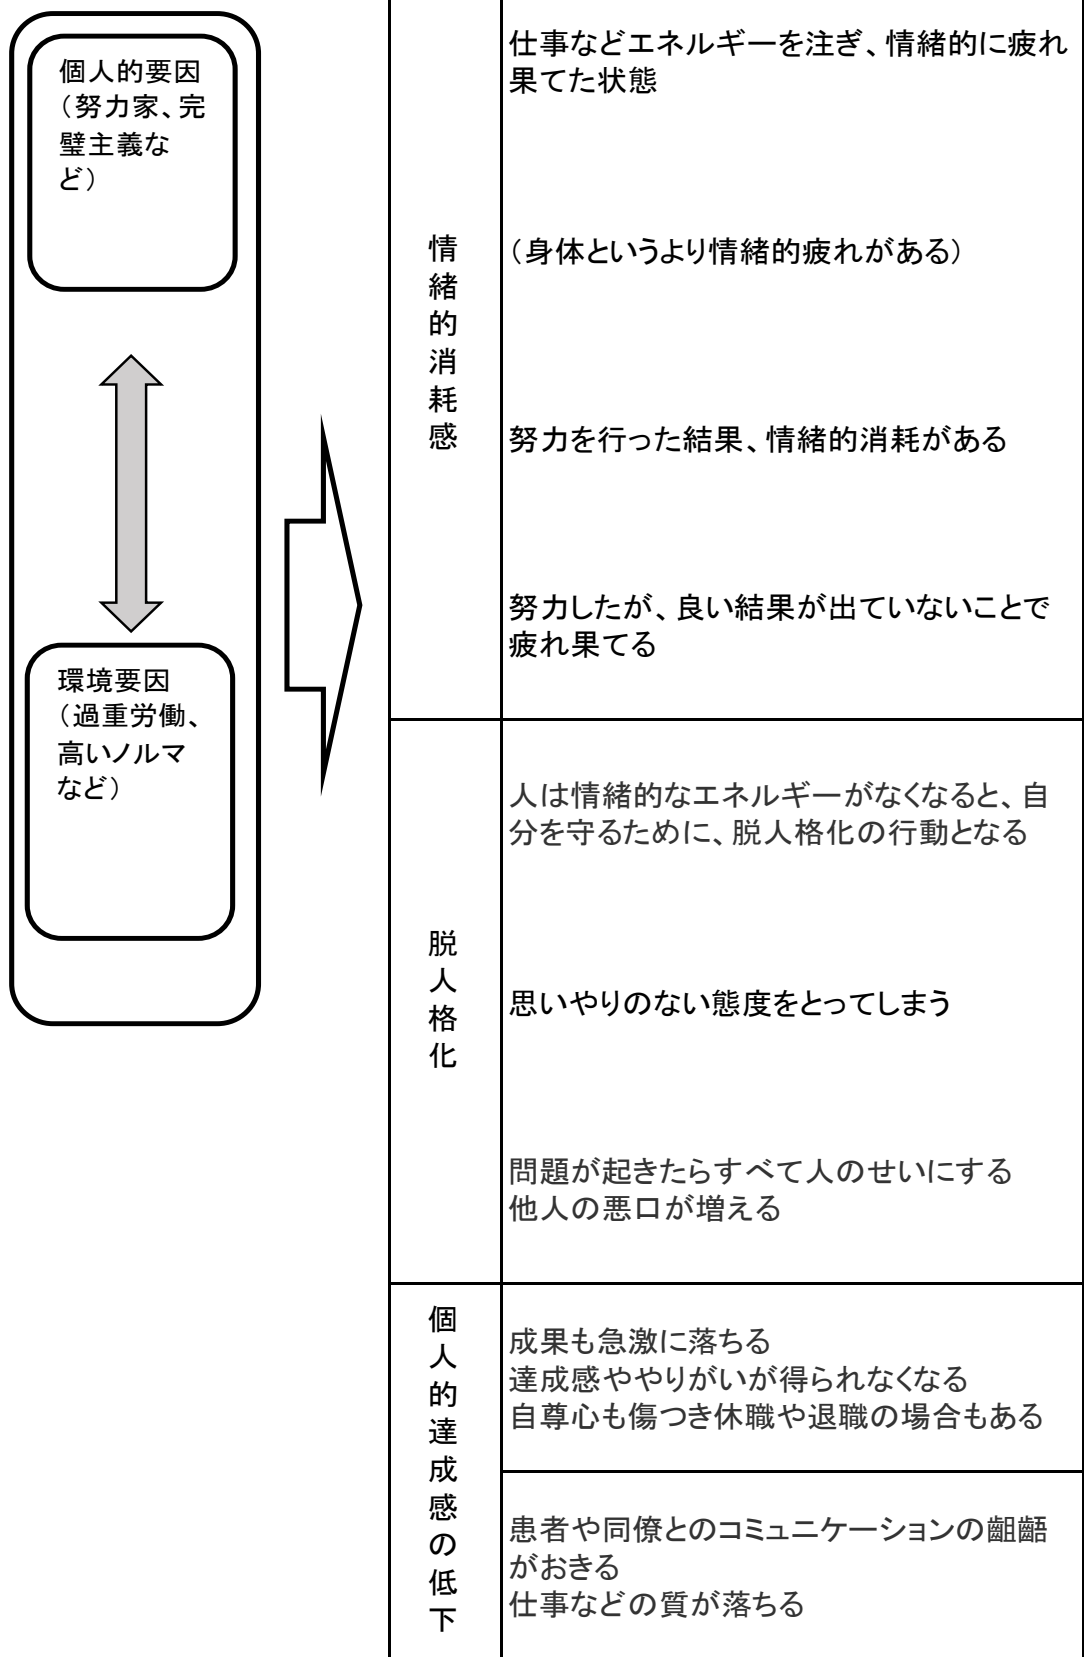 個人的要因
（努力家、完
璧主義な
ど）
環境要因
（過重労働、
高いノルマ
など）
情緒的消耗感
仕事などエネルギーを注ぎ、情緒的に疲れ
果てた状態
（身体というより情緒的疲れがある）
努力を行った結果、情緒的消耗がある
努力したが、良い結果が出ていないことで
疲れ果てる
脱人格化
人は情緒的なエネルギーがなくなると、自
分を守るために、脱人格化の行動となる
思いやりのない態度をとってしまう
問題が起きたらすべて人のせいにする
他人の悪口が増える
個人的達成感の低下
成果も急激に落ちる
達成感ややりがいが得られなくなる
自尊心も傷つき休職や退職の場合もある
患者や同僚とのコミュニケーションの齟齬
がおきる
仕事などの質が落ちる